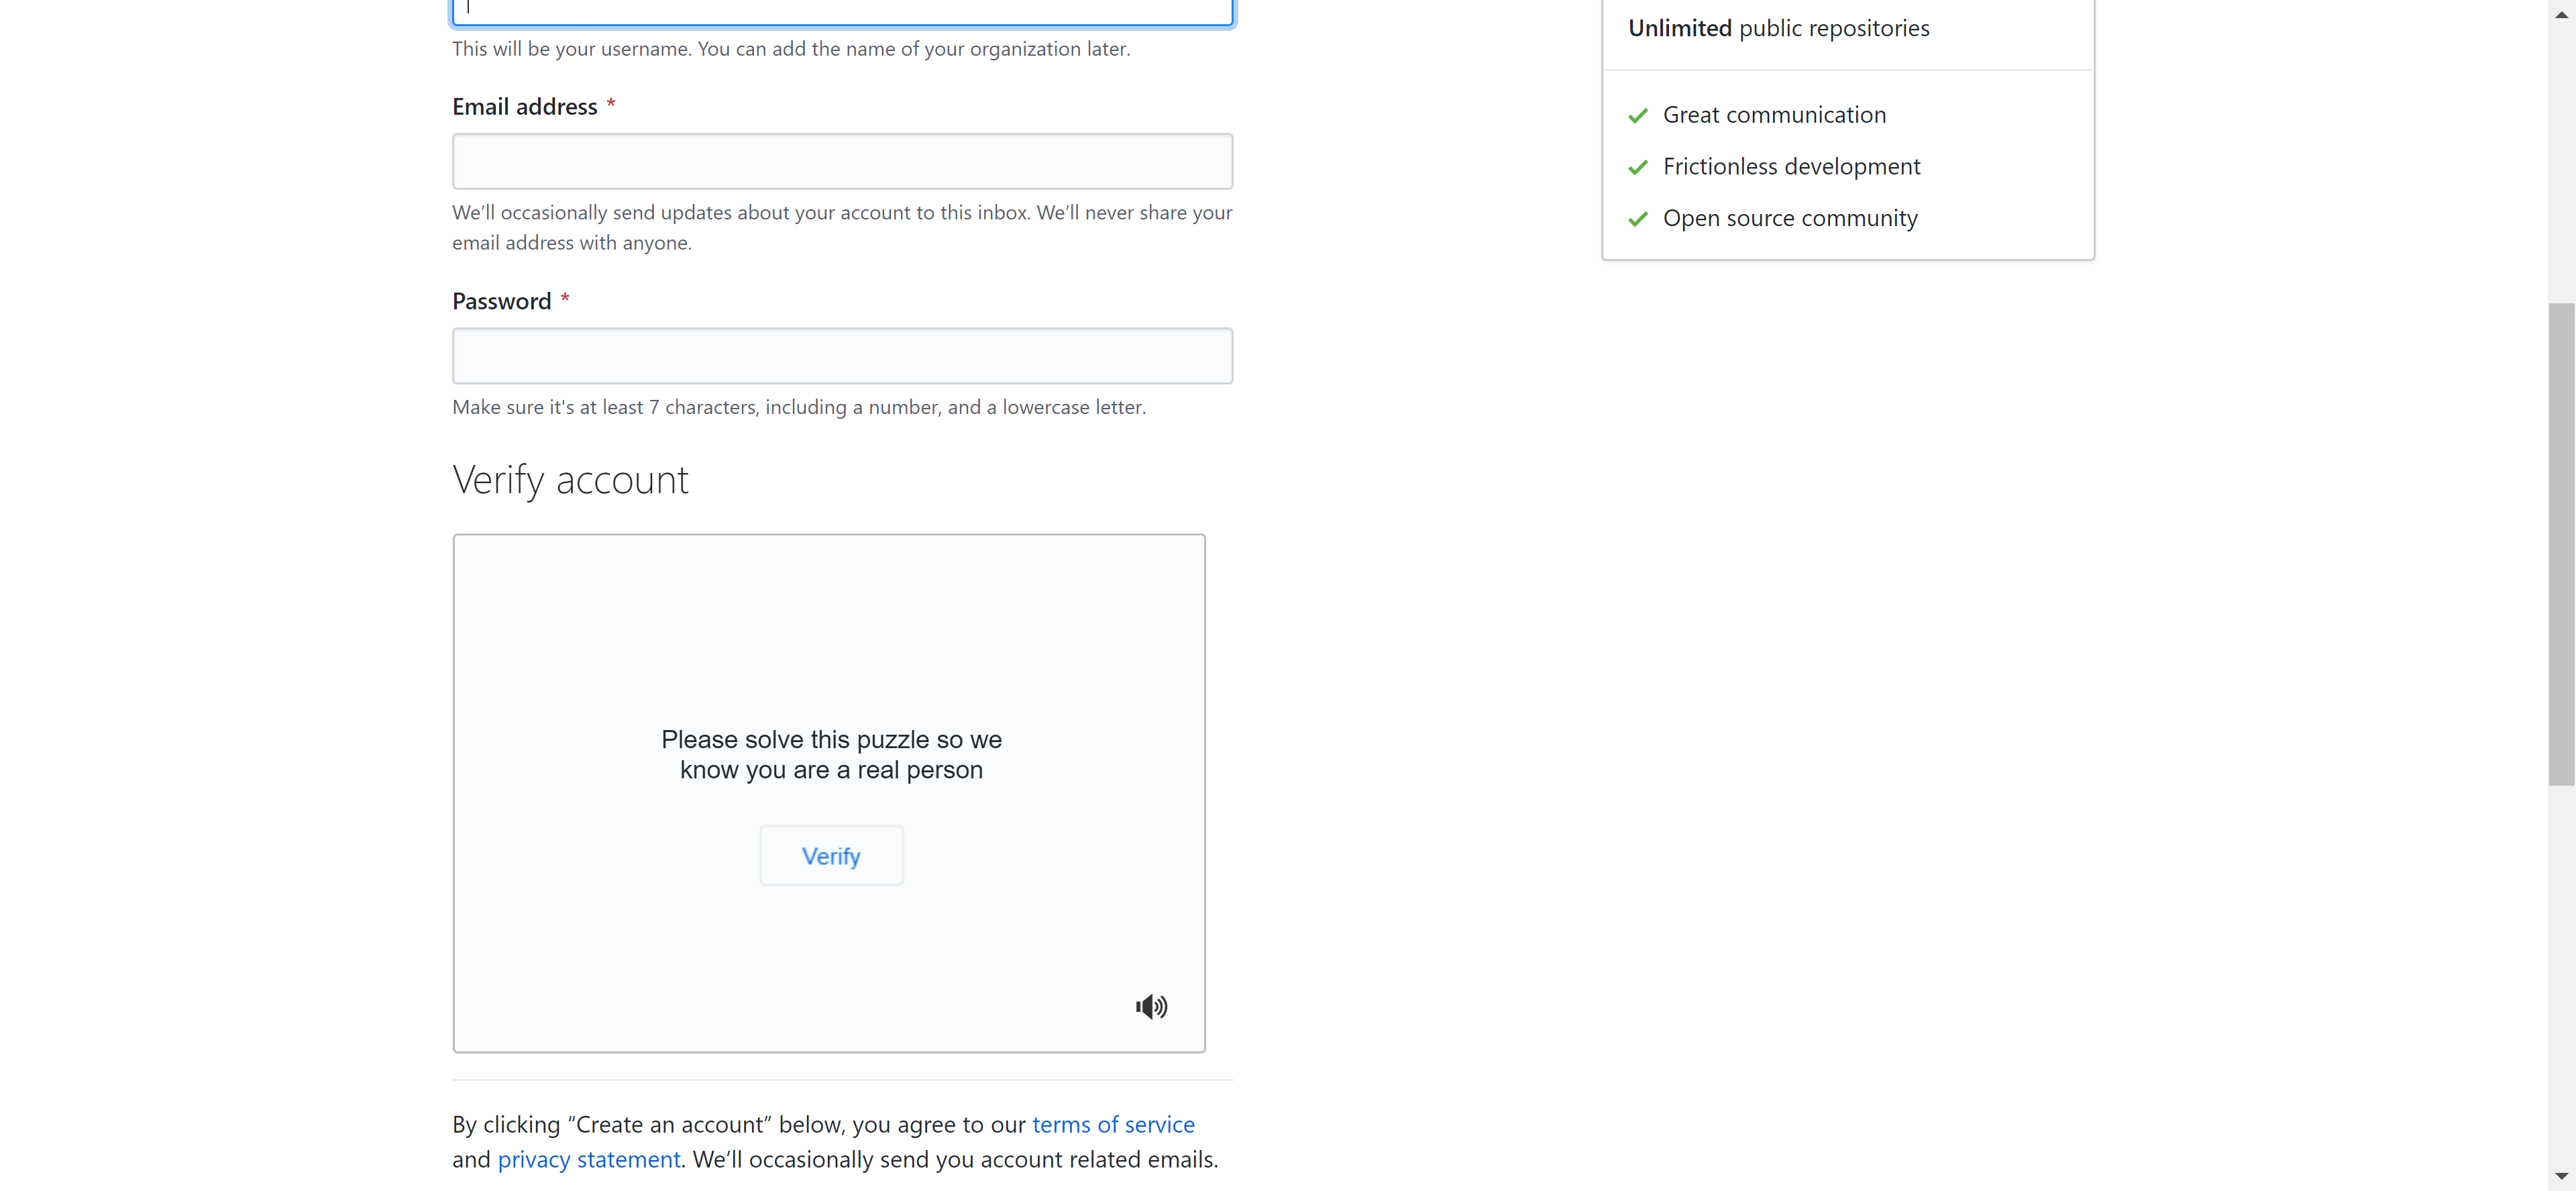 This will be your username. You can add the name of your organization later.
Email address *
We’ll occasionally send updates about your account to this inbox. We’ll never share your
email address with anyone.
Password *
Make sure it's at least 7 characters, including a number, and a lowercase letter.
Verify account
Please solve this puzzle so we
know you are a real person
Verify
By clicking “Create an account” below, you agree to our terms of service
and privacy statement. We’ll occasionally send you account related emails.
Unlimited public repositories
Great communication
Frictionless development
Open source community